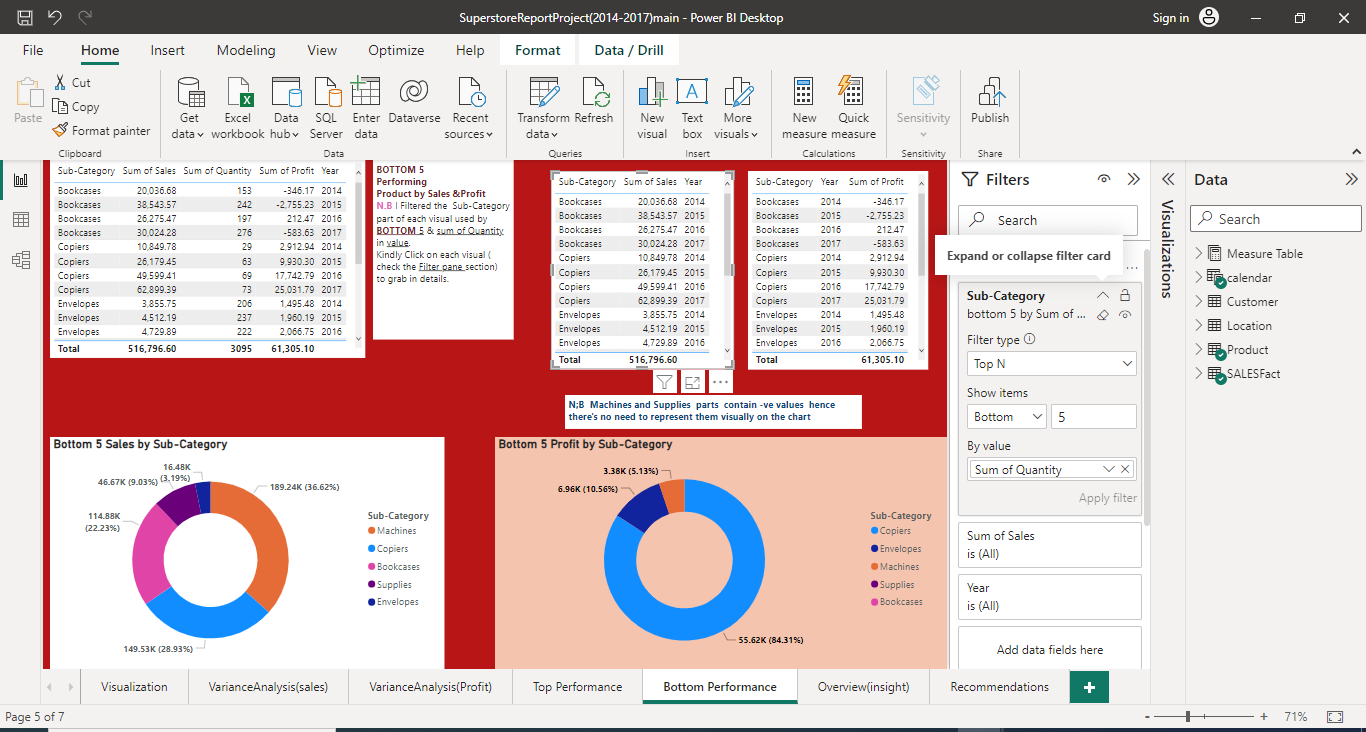 SuperstoreReportProject(2014-2017)main - Power BI Desktop
Sign in
File Home Insert Modeling View Optimize Help Format Data / Drill
Paste
Cut
Copy
Format painter
Clipboard
Get data
Excel workbook
Data hub
SQL Server
Enter data
Dataverse
Recent sources
Data
Transform data
Refresh
Queries
New visual
Text box
More visuals
Insert
New measure
Quick measure
Calculations
Sensitivity
Sensitivity
Publish
Share
Sub-Category Sum of Sales Sum of Quantity Sum of Profit Year
Bookcases 20,036.68 153 -346.17 2014
Bookcases 38,543.57 242 -2,755.23 2015
Bookcases 26,275.47 197 212.47 2016
Bookcases 30,024.28 276 -583.63 2017
Copiers 10,849.78 29 2,912.94 2014
Copiers 26,179.45 63 9,930.30 2015
Copiers 49,599.41 69 17,742.79 2016
Copiers 62,899.39 73 25,031.79 2017
Envelopes 3,855.75 206 1,495.48 2014
Envelopes 4,512.19 237 1,960.19 2015
Envelopes 4,729.89 222 2,066.75 2016
Total 516,796.60 3095 61,305.10
BOTTOM 5
Performing
Product by Sales &Profit
N.B I Filtered the Sub-Category
part of each visual used by
BOTTOM 5 & sum of Quantity
in value.
Kindly Click on each visual (
check the Filter pane section)
to grab in details.
Sub-Category Sum of Sales Year
Bookcases 20,036.68 2014
Bookcases 38,543.57 2015
Bookcases 26,275.47 2016
Bookcases 30,024.28 2017
Copiers 10,849.78 2014
Copiers 26,179.45 2015
Copiers 49,599.41 2016
Copiers 62,899.39 2017
Envelopes 3,855.75 2014
Envelopes 4,512.19 2015
Envelopes 4,729.89 2016
Total 516,796.60
Sub-Category Year Sum of Profit
Bookcases 2014 -346.17
Bookcases 2015 -2,755.23
Bookcases 2016 212.47
Bookcases 2017 -583.63
Copiers 2014 2,912.94
Copiers 2015 9,930.30
Copiers 2016 17,742.79
Copiers 2017 25,031.79
Envelopes 2014 1,495.48
Envelopes 2015 1,960.19
Envelopes 2016 2,066.75
Total 61,305.10
N;B Machines and Supplies parts contain -ve values hence
there's no need to represent them visually on the chart
Bottom 5 Sales by Sub-Category
16.48K
(3.19%)
46.67K (9.03%)
189.24K (36.62%)
114.88K
(22.23%)
149.53K (28.93%)
Sub-Category
Machines
Copiers
Bookcases
Supplies
Envelopes
Bottom 5 Profit by Sub-Category
3.38K (5.13%)
6.96K (10.56%)
55.62K (84.31%)
Sub-Category
Copiers
Envelopes
Machines
Supplies
Bookcases
Filters
Search
Expand or collapse filter card
Sub-Category
bottom 5 by Sum of ...
Filter type
Top N
Show items
Bottom 5
By value
Sum of Quantity
Apply filter
Sum of Sales
is (All)
Year
is (All)
Add data fields here
Visualizations
Data
Search
Measure Table
calendar
Customer
Location
Product
SALESFact
Visualization VarianceAnalysis(sales) VarianceAnalysis(Profit) Top Performance Bottom Performance Overview(insight) Recommendations +
Page 5 of 7
- + 71%